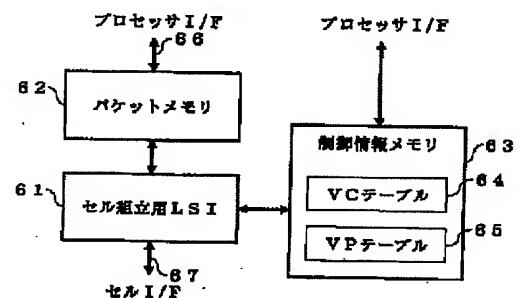 プロセッサI/F
プロセッサI/F
66
62
パケットメモリ
制御情報メモリ
63
VCテーブル
64
61
セル組立用LSI
VPテーブル
65
67
セルI/F